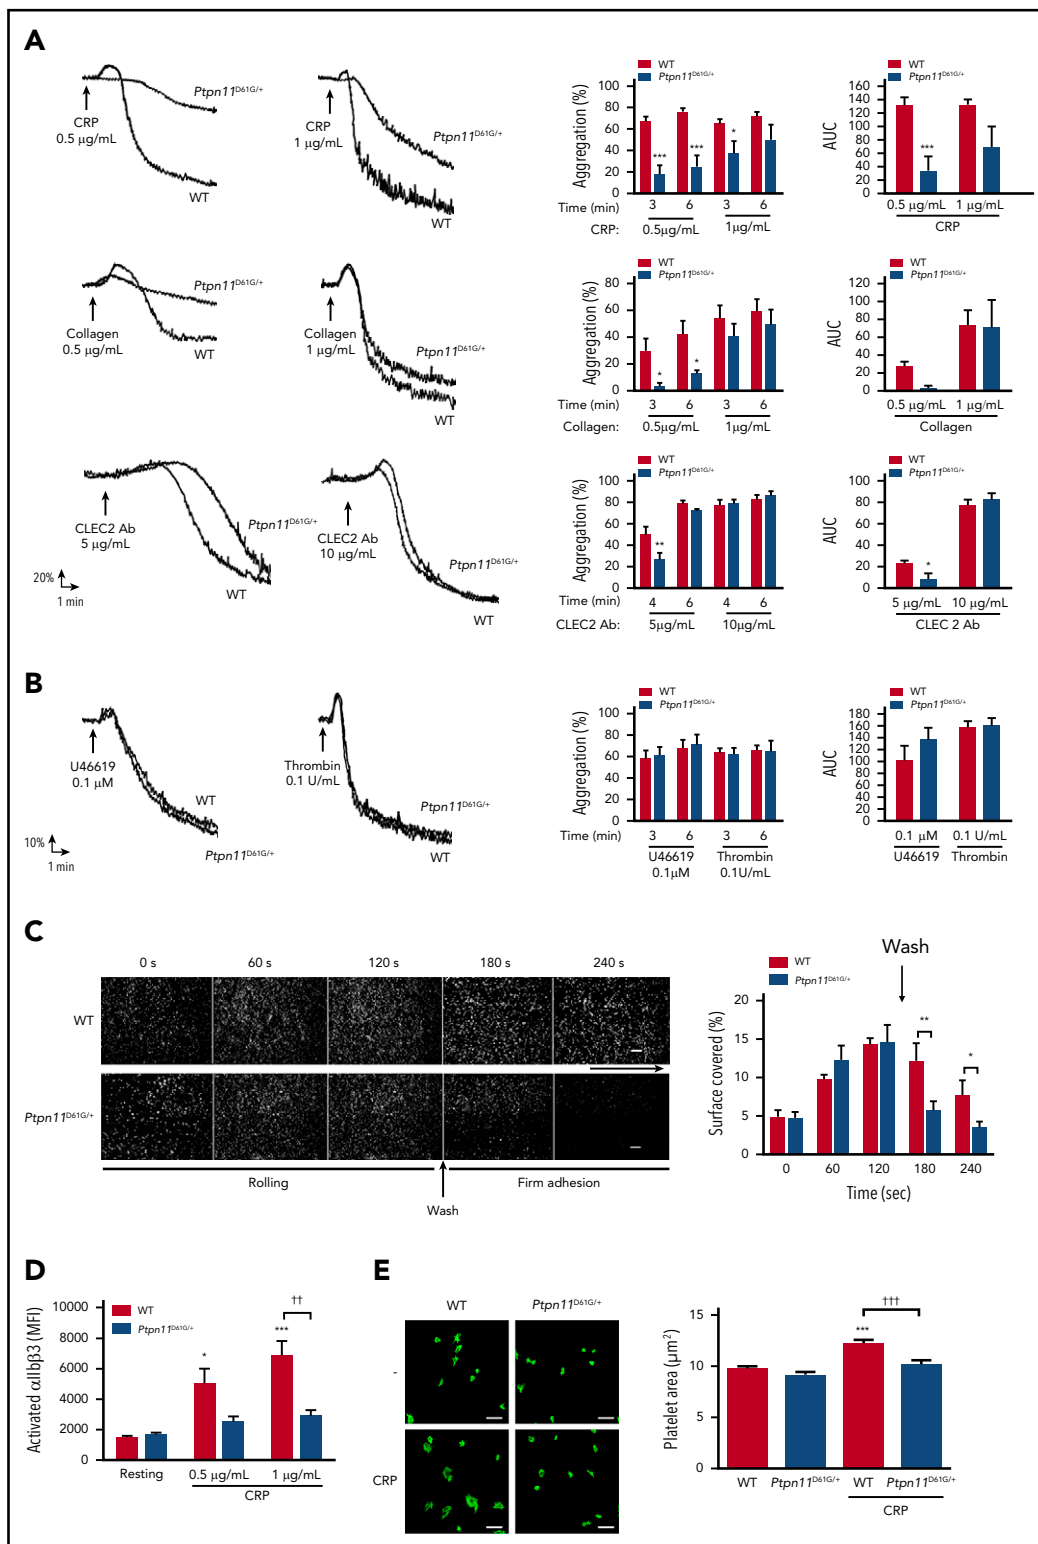 A
Ptpn11D61G/+
CRP
0.5 µg/mL
WT
CRP
1 µg/mL
Ptpn11D61G/+
WT
WT
Ptpn11D61G/+
Aggregation (%)
100
80
60
40
20
0
***
***
*
Time (min)
3
6
3
6
CRP:
0.5µg/mL
1µg/mL
WT
Ptpn11D61G/+
AUC
160
140
120
100
80
60
40
20
0
***
0.5 µg/mL
1 µg/mL
CRP
Collagen
0.5 µg/mL
Ptpn11D61G/+
WT
Collagen
1 µg/mL
Ptpn11D61G/+
WT
WT
Ptpn11D61G/+
Aggregation (%)
80
60
40
20
0
*
*
Time (min)
3
6
3
6
Collagen:
0.5µg/mL
1µg/mL
WT
Ptpn11D61G/+
AUC
120
100
80
60
40
20
0
0.5 µg/mL
1 µg/mL
Collagen
CLEC2 Ab
5 µg/mL
Ptpn11D61G/+
WT
CLEC2 Ab
10 µg/mL
Ptpn11D61G/+
WT
20%
1 min
WT
Ptpn11D61G/+
Aggregation (%)
100
80
60
40
20
0
**
Time (min)
4
6
4
6
CLEC2 Ab:
5µg/mL
10µg/mL
WT
Ptpn11D61G/+
AUC
100
80
60
40
20
0
*
5 µg/mL
10 µg/mL
CLEC 2 Ab
B
U46619
0.1 µM
WT
Ptpn11D61G/+
Thrombin
0.1 U/mL
Ptpn11D61G/+
WT
10%
1 min
WT
Ptpn11D61G/+
Aggregation (%)
100
80
60
40
20
0
Time (min)
3
6
3
6
U46619
0.1µM
Thrombin
0.1U/mL
WT
Ptpn11D61G/+
AUC
180
160
140
120
100
80
60
40
20
0
0.1 µM
0.1 U/mL
U46619
Thrombin
C
0 s
60 s
120 s
180 s
240 s
WT
Ptpn11D61G/+
Rolling
Firm adhesion
Wash
Wash
WT
Ptpn11D61G/+
Surface covered (%)
20
15
10
5
0
**
*
0
60
120
180
240
Time (sec)
D
WT
Ptpn11D61G/+
Activated αIIbβ3 (MFI)
10000
8000
6000
4000
2000
0
*
***
††
Resting
0.5 µg/mL
1 µg/mL
CRP
E
WT
Ptpn11D61G/+
-
CRP
Platelet area (µm2)
15
10
5
0
***
†††
WT
Ptpn11D61G/+
WT
Ptpn11D61G/+
CRP